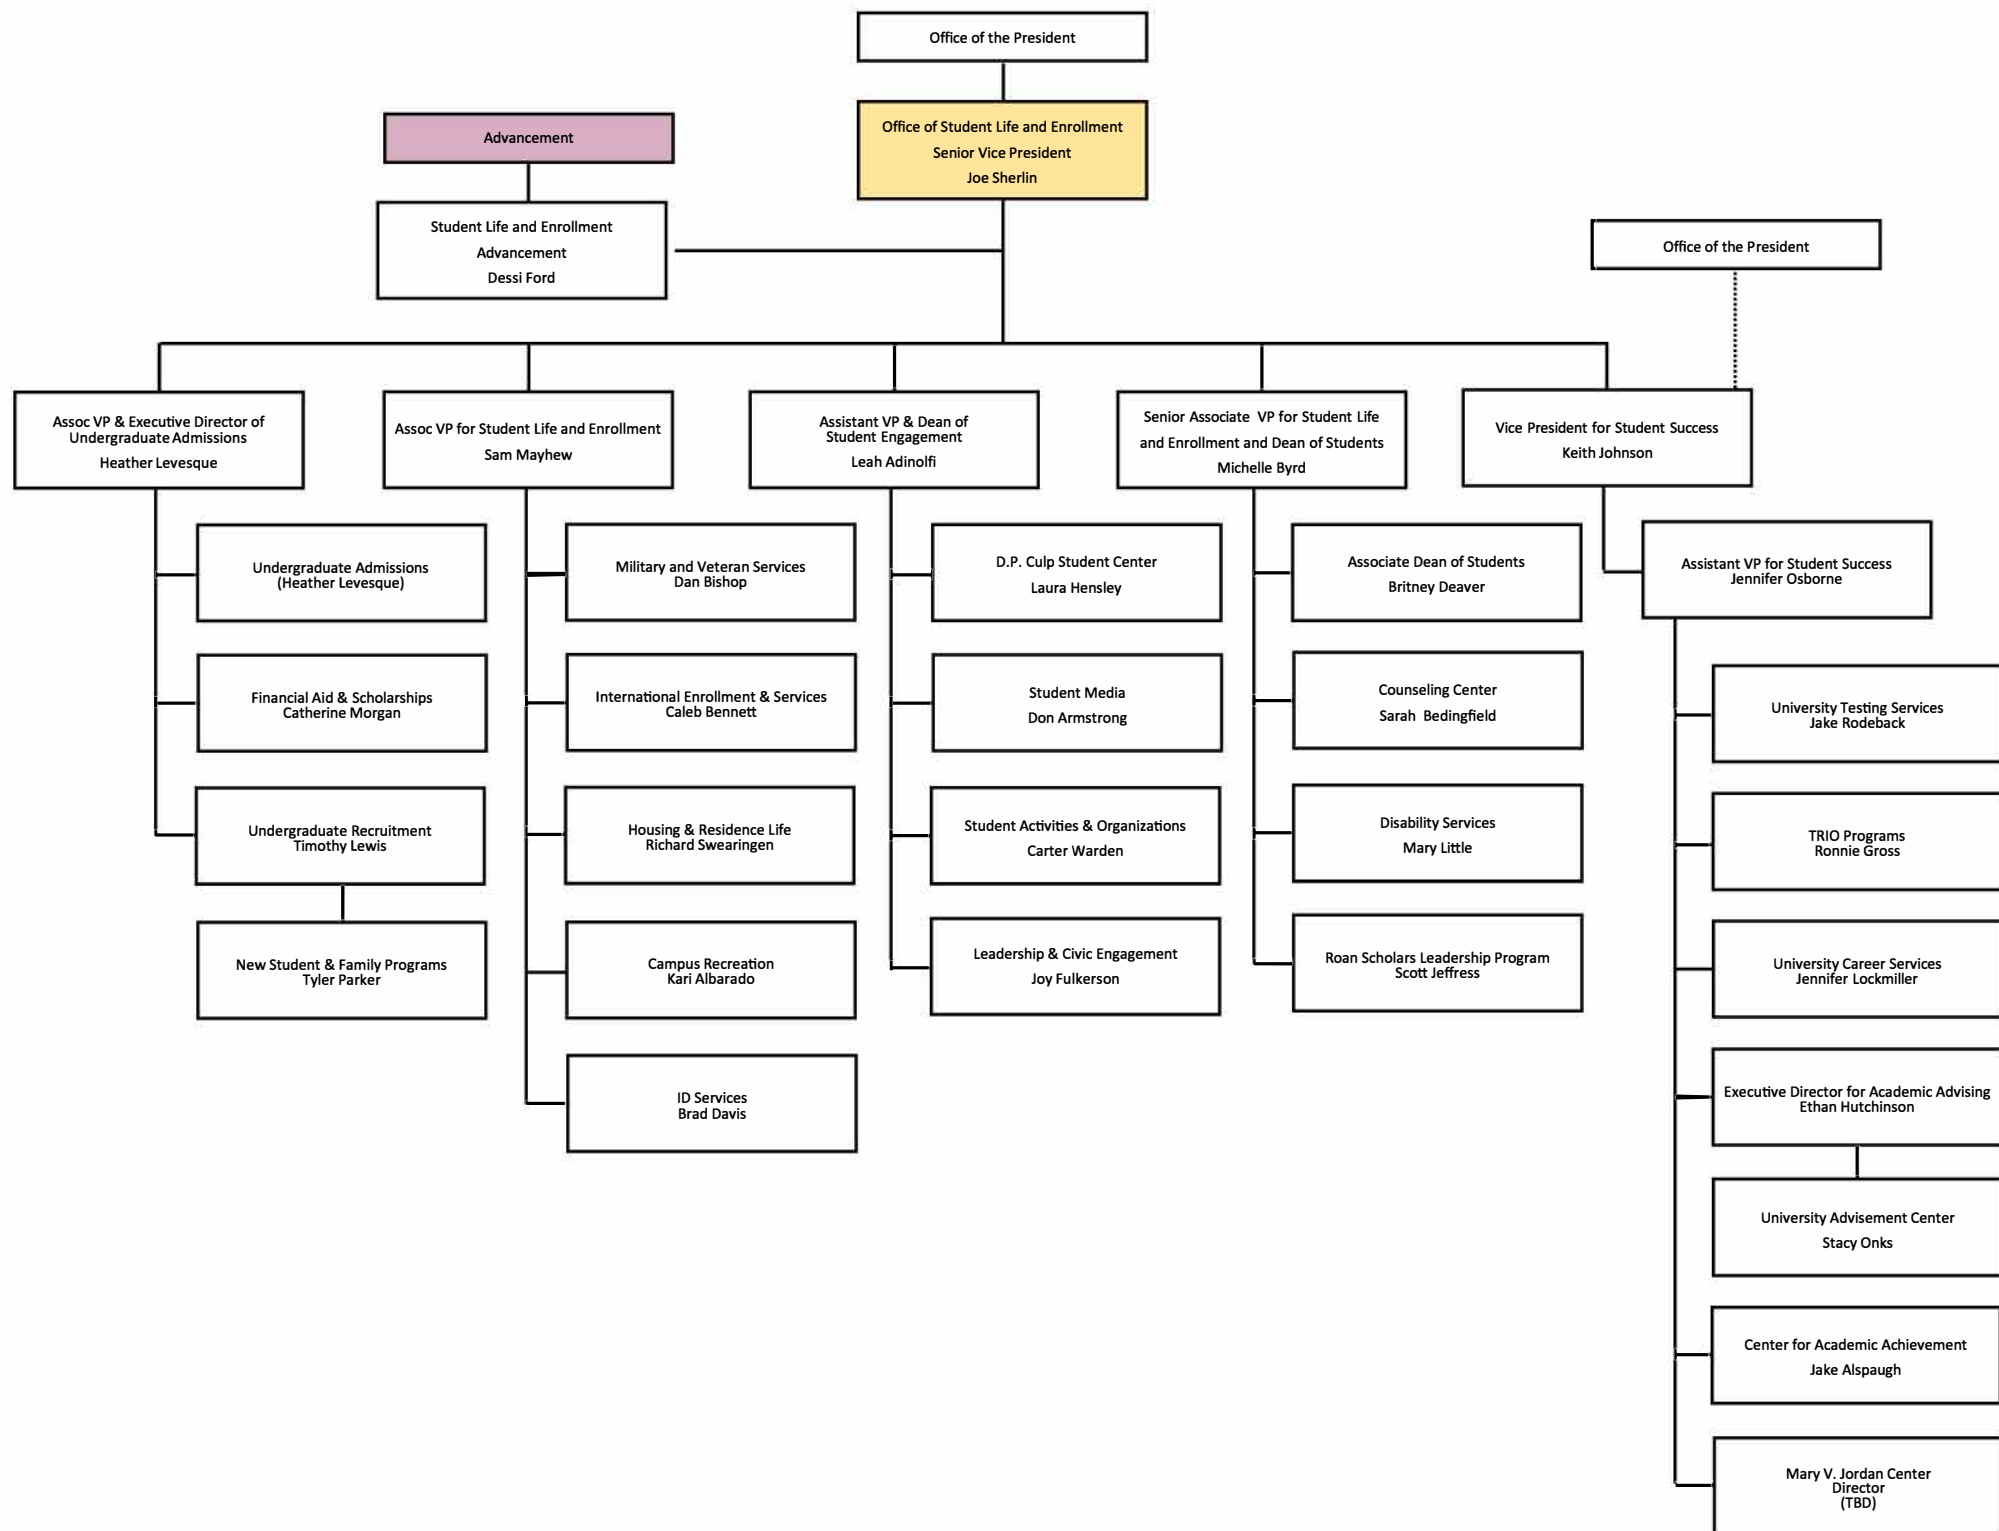 Office of the President
Office of Student Life and Enrollment
Senior Vice President
Joe Sherlin
Advancement
Student Life and Enrollment
Advancement
Dessi Ford
Office of the President
Assoc VP & Executive Director of
Undergraduate Admissions
Heather Levesque
Assoc VP for Student Life and Enrollment
Sam Mayhew
Assistant VP & Dean of
Student Engagement
Leah Adinolfi
Senior Associate VP for Student Life
and Enrollment and Dean of Students
Michelle Byrd
Vice President for Student Success
Keith Johnson
Undergraduate Admissions
(Heather Levesque)
Financial Aid & Scholarships
Catherine Morgan
Undergraduate Recruitment
Timothy Lewis
New Student & Family Programs
Tyler Parker
Military and Veteran Services
Dan Bishop
International Enrollment & Services
Caleb Bennett
Housing & Residence Life
Richard Swearingen
Campus Recreation
Kari Albarado
ID Services
Brad Davis
D.P. Culp Student Center
Laura Hensley
Student Media
Don Armstrong
Student Activities & Organizations
Carter Warden
Leadership & Civic Engagement
Joy Fulkerson
Associate Dean of Students
Britney Deaver
Counseling Center
Sarah Bedingfield
Disability Services
Mary Little
Roan Scholars Leadership Program
Scott Jeffress
Assistant VP for Student Success
Jennifer Osborne
University Testing Services
Jake Rodeback
TRIO Programs
Ronnie Gross
University Career Services
Jennifer Lockmiller
Executive Director for Academic Advising
Ethan Hutchinson
University Advisement Center
Stacy Onks
Center for Academic Achievement
Jake Alspaugh
Mary V. Jordan Center
Director
(TBD)